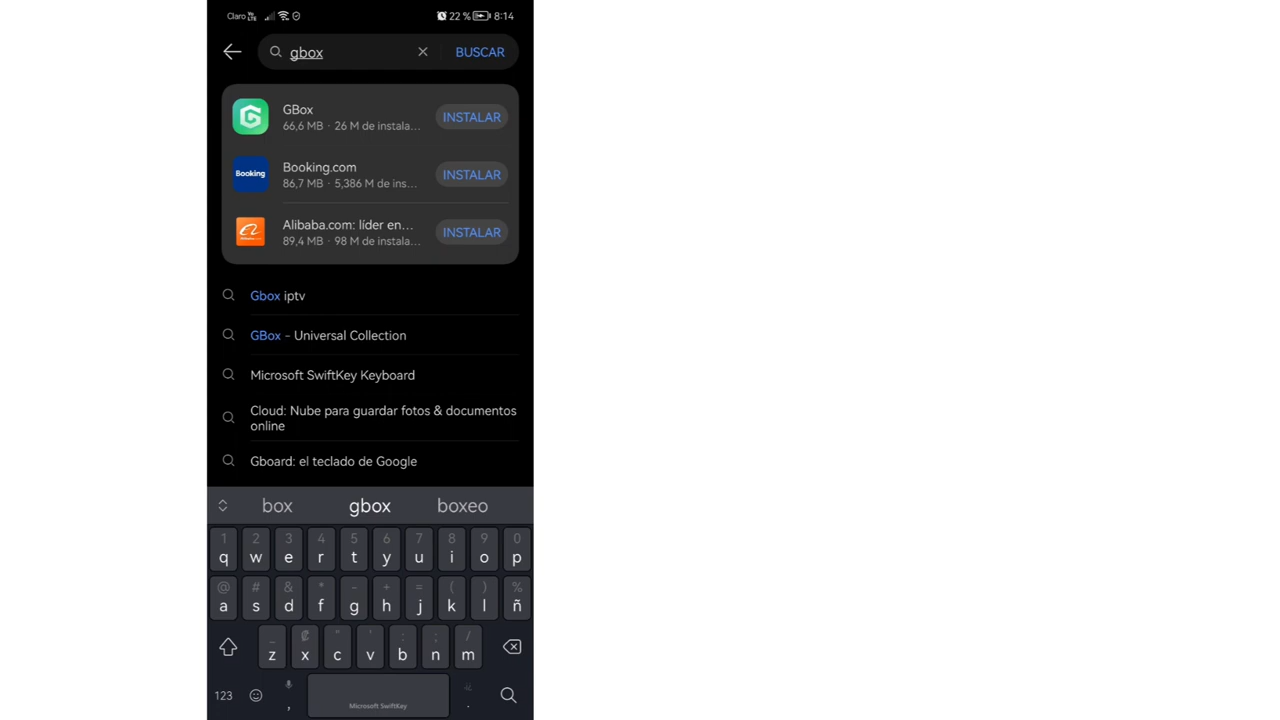 Claro VoLTE 22 % 8:14
gbox BUSCAR
GBox
66,6 MB · 26 M de instala... INSTALAR
Booking
Booking.com
86,7 MB · 5,386 M de ins... INSTALAR
Alibaba.com: líder en...
89,4 MB · 98 M de instala... INSTALAR
Gbox iptv
GBox - Universal Collection
Microsoft SwiftKey Keyboard
Cloud: Nube para guardar fotos & documentos
online
Gboard: el teclado de Google
box gbox boxeo
1 2 3 4 5 6 7 8 9 0
q w e r t y u i o p
@ # & * - + = ( ) %
a s d f g h j k l ñ
_ ₡ " ' : ; /
z x c v b n m
123 , Microsoft SwiftKey .